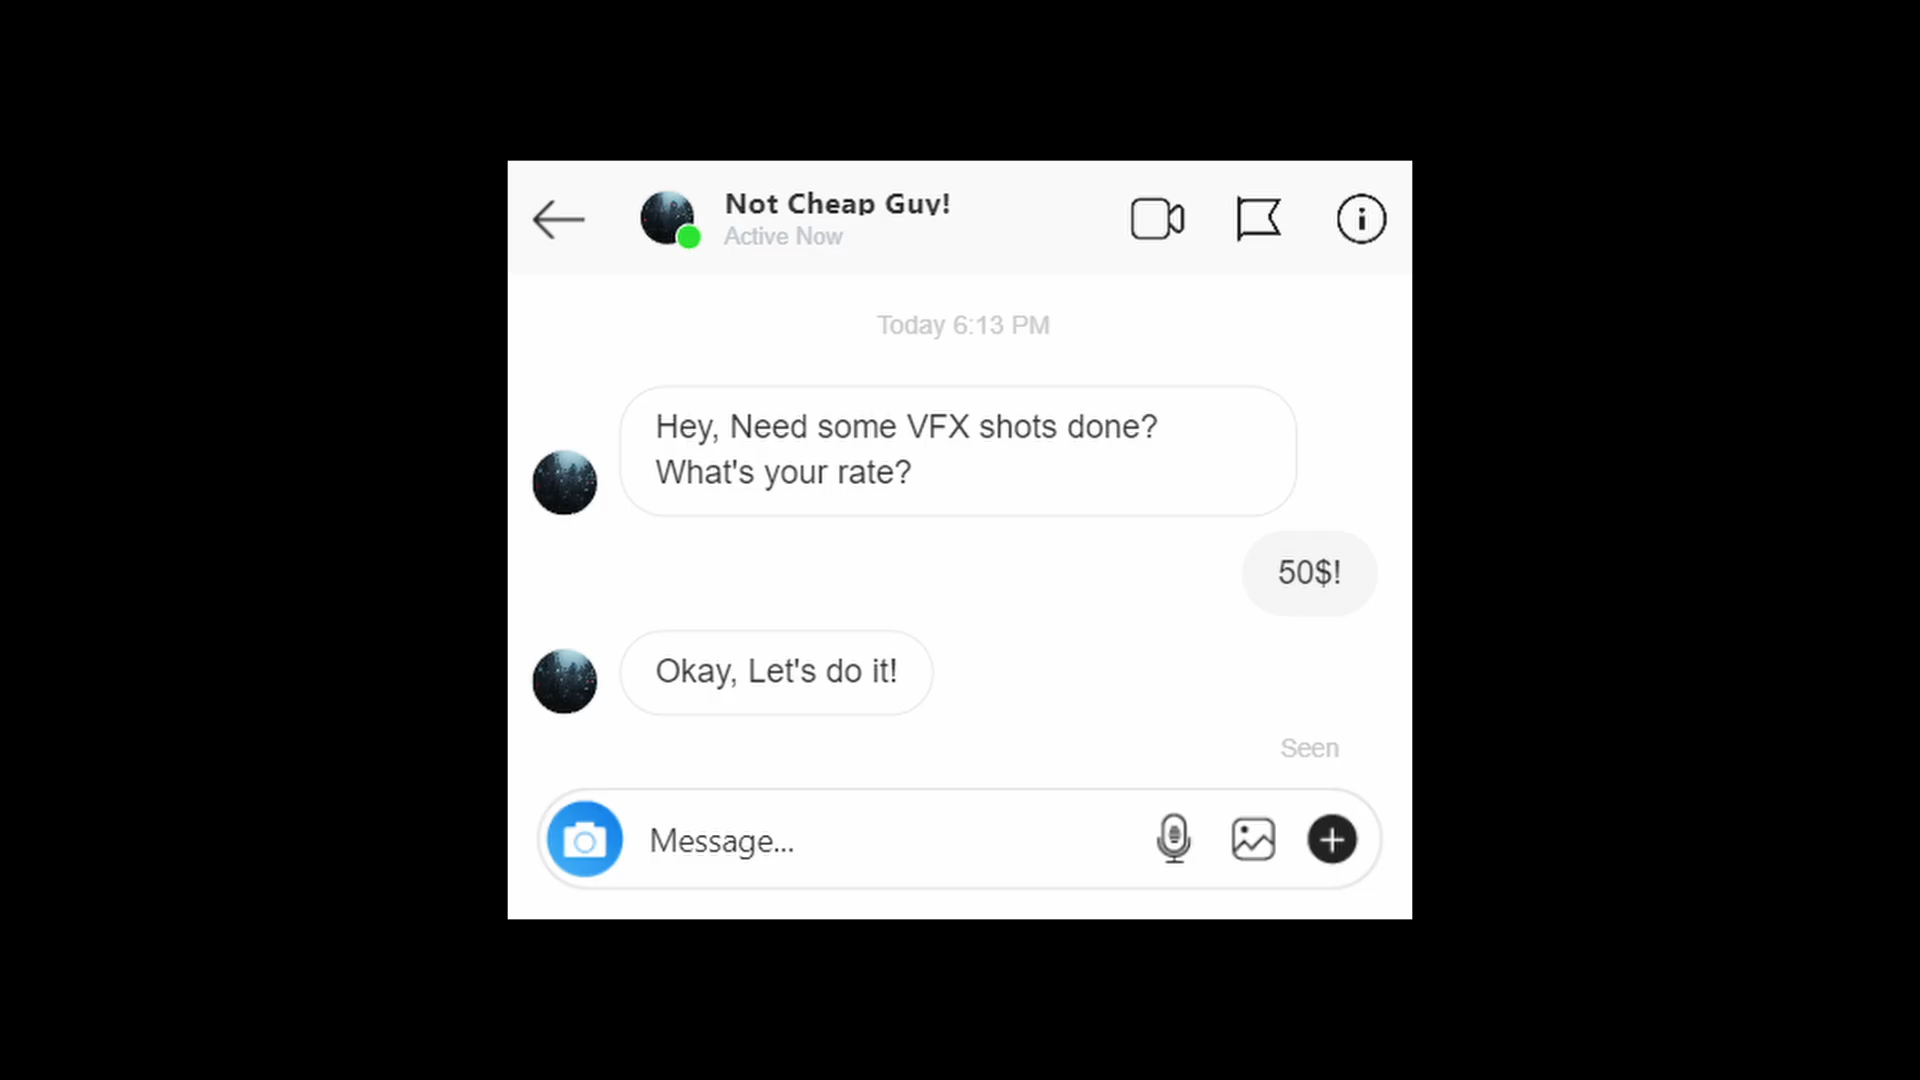 Not Cheap Guy!
Active Now
Today 6:13 PM
Hey, Need some VFX shots done?
What's your rate?
50$!
Okay, Let's do it!
Seen
Message...